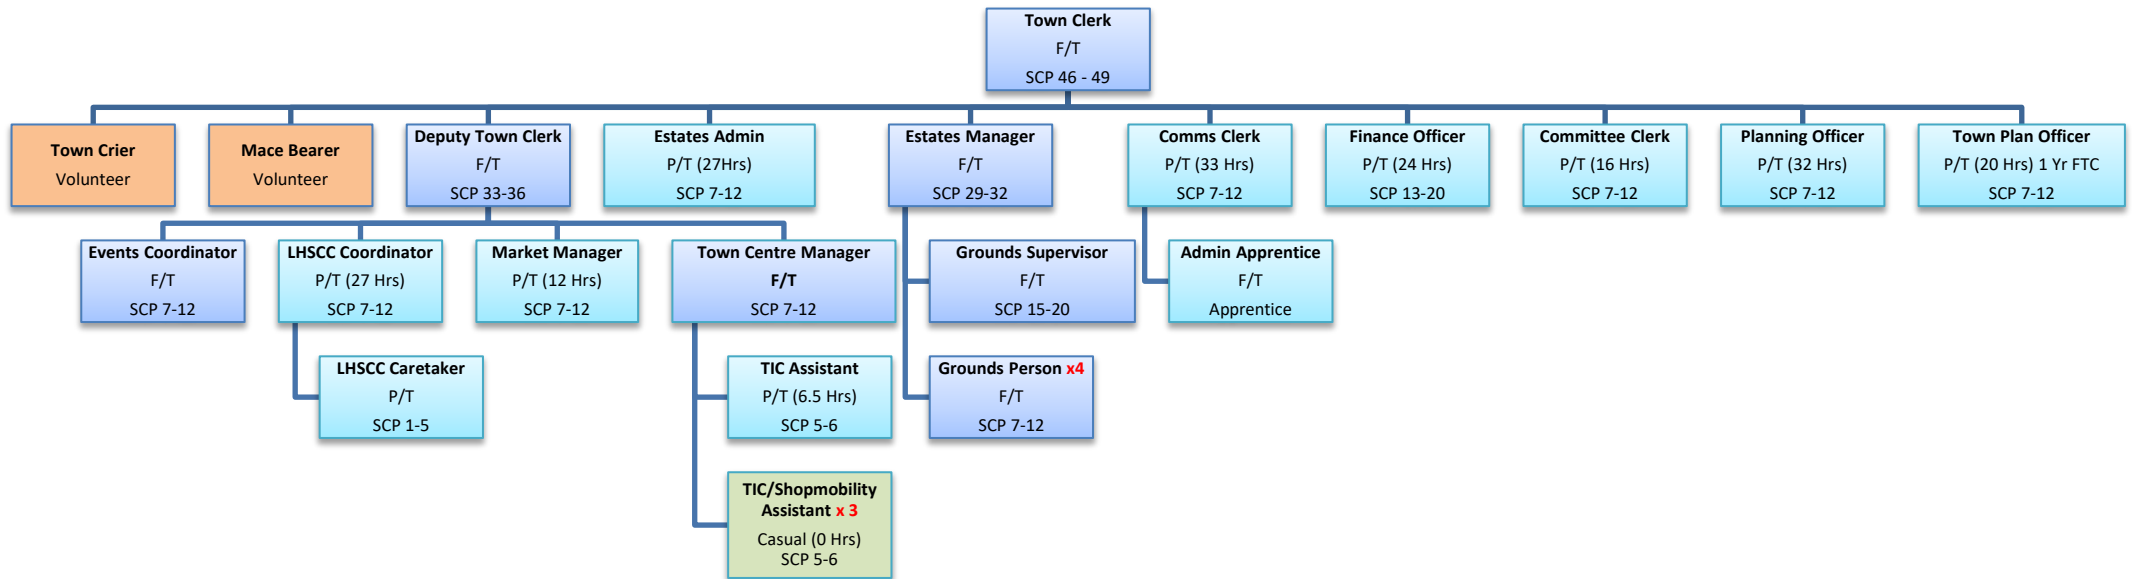 Town Clerk
F/T
SCP 46 - 49
Town Crier
Volunteer
Mace Bearer
Volunteer
Deputy Town Clerk
F/T
SCP 33-36
Estates Admin
P/T (27Hrs)
SCP 7-12
Estates Manager
F/T
SCP 29-32
Comms Clerk
P/T (33 Hrs)
SCP 7-12
Finance Officer
P/T (24 Hrs)
SCP 13-20
Committee Clerk
P/T (16 Hrs)
SCP 7-12
Planning Officer
P/T (32 Hrs)
SCP 7-12
Town Plan Officer
P/T (20 Hrs) 1 Yr FTC
SCP 7-12
Events Coordinator
F/T
SCP 7-12
LHSCC Coordinator
P/T (27 Hrs)
SCP 7-12
Market Manager
P/T (12 Hrs)
SCP 7-12
Town Centre Manager
F/T
SCP 7-12
Grounds Supervisor
F/T
SCP 15-20
Admin Apprentice
F/T
Apprentice
LHSCC Caretaker
P/T
SCP 1-5
TIC Assistant
P/T (6.5 Hrs)
SCP 5-6
Grounds Person x4
F/T
SCP 7-12
TIC/Shopmobility
Assistant x 3
Casual (0 Hrs)
SCP 5-6